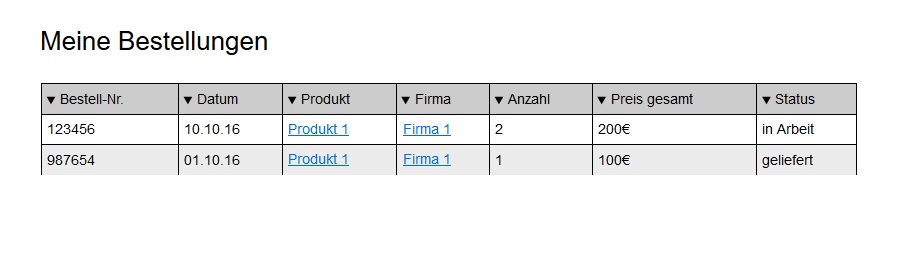 Meine Bestellungen
▼ Bestell-Nr. ▼ Datum ▼ Produkt ▼ Firma ▼ Anzahl ▼ Preis gesamt ▼ Status
123456 10.10.16 Produkt 1 Firma 1 2 200€ in Arbeit
987654 01.10.16 Produkt 1 Firma 1 1 100€ geliefert